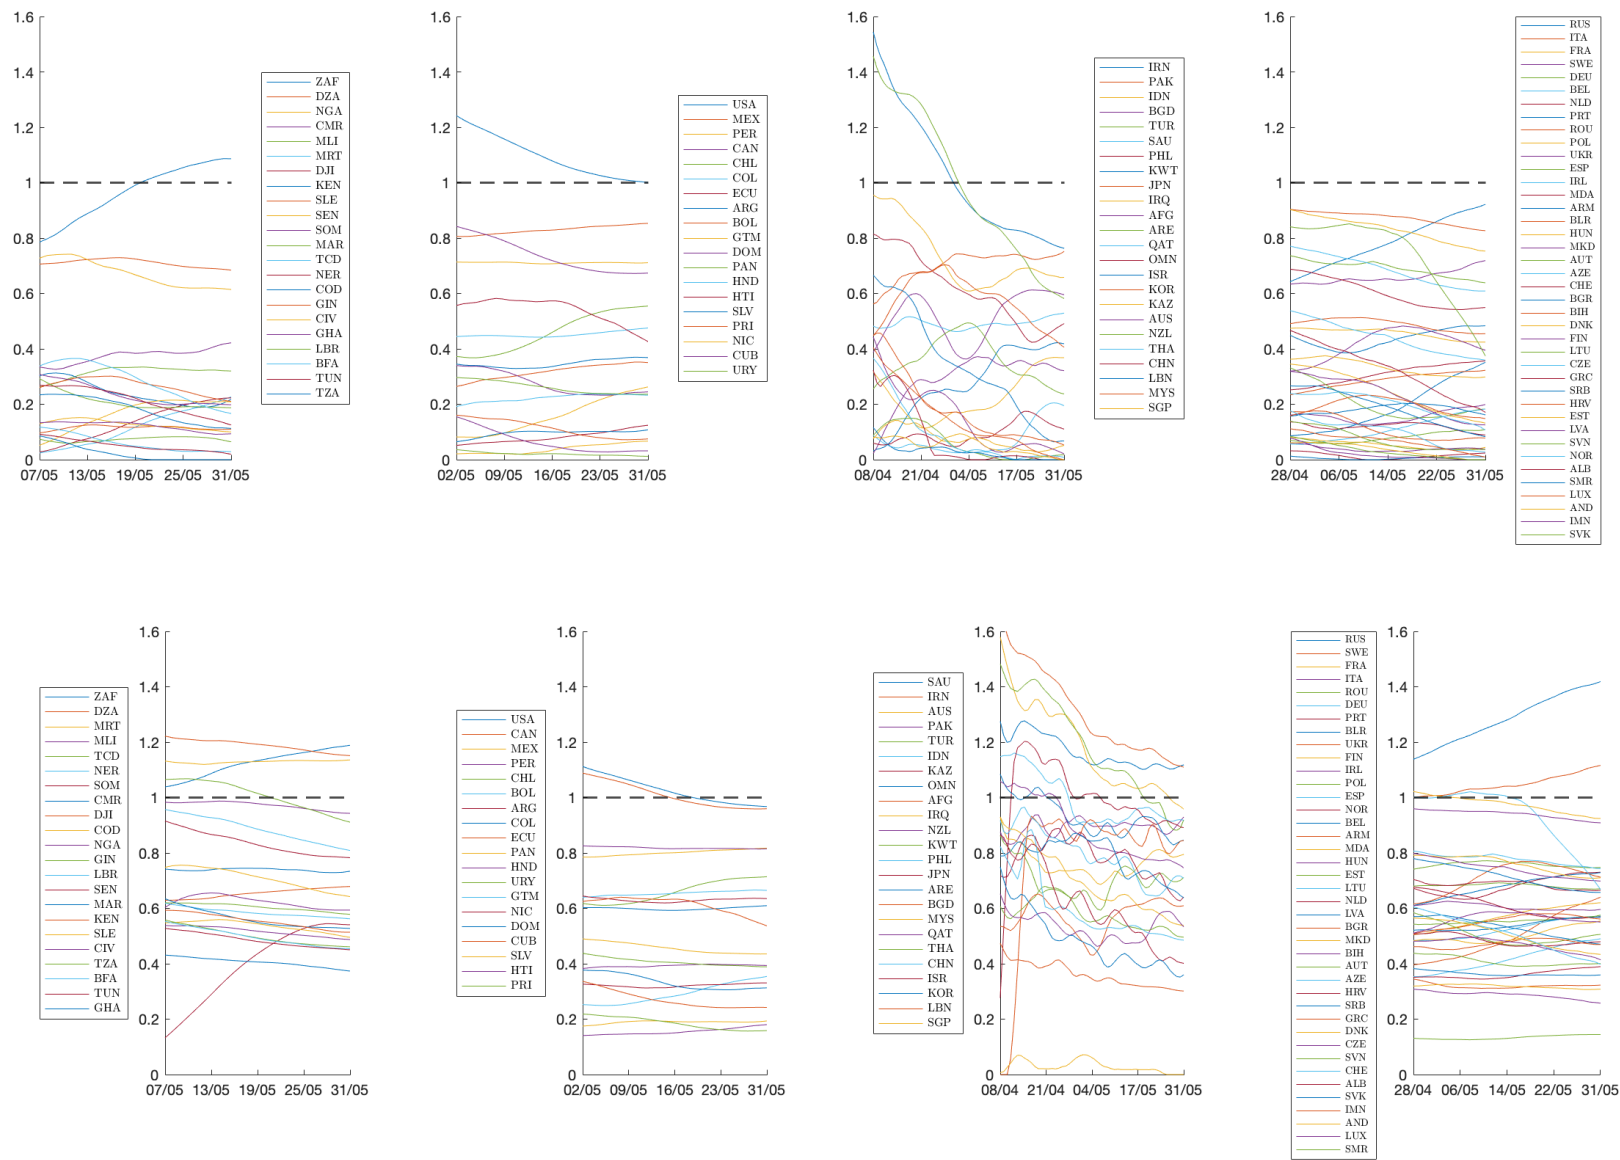 1.6
1.4
1.2
1
0.8
0.6
0.4
0.2
0
07/05 13/05 19/05 25/05 31/05
ZAF
DZA
NGA
CMR
MLI
MRT
DJI
KEN
SLE
SEN
SOM
MAR
TCD
NER
COD
GIN
CIV
GHA
LBR
BFA
TUN
TZA
1.6
1.4
1.2
1
0.8
0.6
0.4
0.2
0
02/05 09/05 16/05 23/05 31/05
USA
MEX
PER
CAN
CHL
COL
ECU
ARG
BOL
GTM
DOM
PAN
HND
HTI
SLV
PRI
NIC
CUB
URY
1.6
1.4
1.2
1
0.8
0.6
0.4
0.2
0
08/04 21/04 04/05 17/05 31/05
IRN
PAK
IDN
BGD
TUR
SAU
PHL
KWT
JPN
IRQ
AFG
ARE
QAT
OMN
ISR
KOR
KAZ
AUS
NZL
THA
CHN
LBN
MYS
SGP
1.6
1.4
1.2
1
0.8
0.6
0.4
0.2
0
28/04 06/05 14/05 22/05 31/05
RUS
ITA
FRA
SWE
DEU
BEL
NLD
PRT
ROU
POL
UKR
ESP
IRL
MDA
ARM
BLR
HUN
MKD
AUT
AZE
CHE
BGR
BIH
DNK
FIN
LTU
CZE
GRC
SRB
HRV
EST
LVA
SVN
NOR
ALB
SMR
LUX
AND
IMN
SVK
ZAF
DZA
MRT
MLI
TCD
NER
SOM
CMR
DJI
COD
NGA
GIN
LBR
SEN
MAR
KEN
SLE
CIV
TZA
BFA
TUN
GHA
1.6
1.4
1.2
1
0.8
0.6
0.4
0.2
0
07/05 13/05 19/05 25/05 31/05
USA
CAN
MEX
PER
CHL
BOL
ARG
COL
ECU
PAN
HND
URY
GTM
NIC
DOM
CUB
SLV
HTI
PRI
1.6
1.4
1.2
1
0.8
0.6
0.4
0.2
0
02/05 09/05 16/05 23/05 31/05
SAU
IRN
AUS
PAK
TUR
IDN
KAZ
OMN
AFG
IRQ
NZL
KWT
PHL
JPN
ARE
BGD
MYS
QAT
THA
CHN
ISR
KOR
LBN
SGP
1.6
1.4
1.2
1
0.8
0.6
0.4
0.2
0
08/04 21/04 04/05 17/05 31/05
RUS
SWE
FRA
ITA
ROU
DEU
PRT
BLR
UKR
FIN
IRL
POL
ESP
NOR
BEL
ARM
MDA
HUN
EST
LTU
NLD
LVA
BGR
MKD
BIH
AUT
AZE
HRV
SRB
GRC
DNK
CZE
SVN
CHE
ALB
SVK
IMN
AND
LUX
SMR
1.6
1.4
1.2
1
0.8
0.6
0.4
0.2
0
28/04 06/05 14/05 22/05 31/05